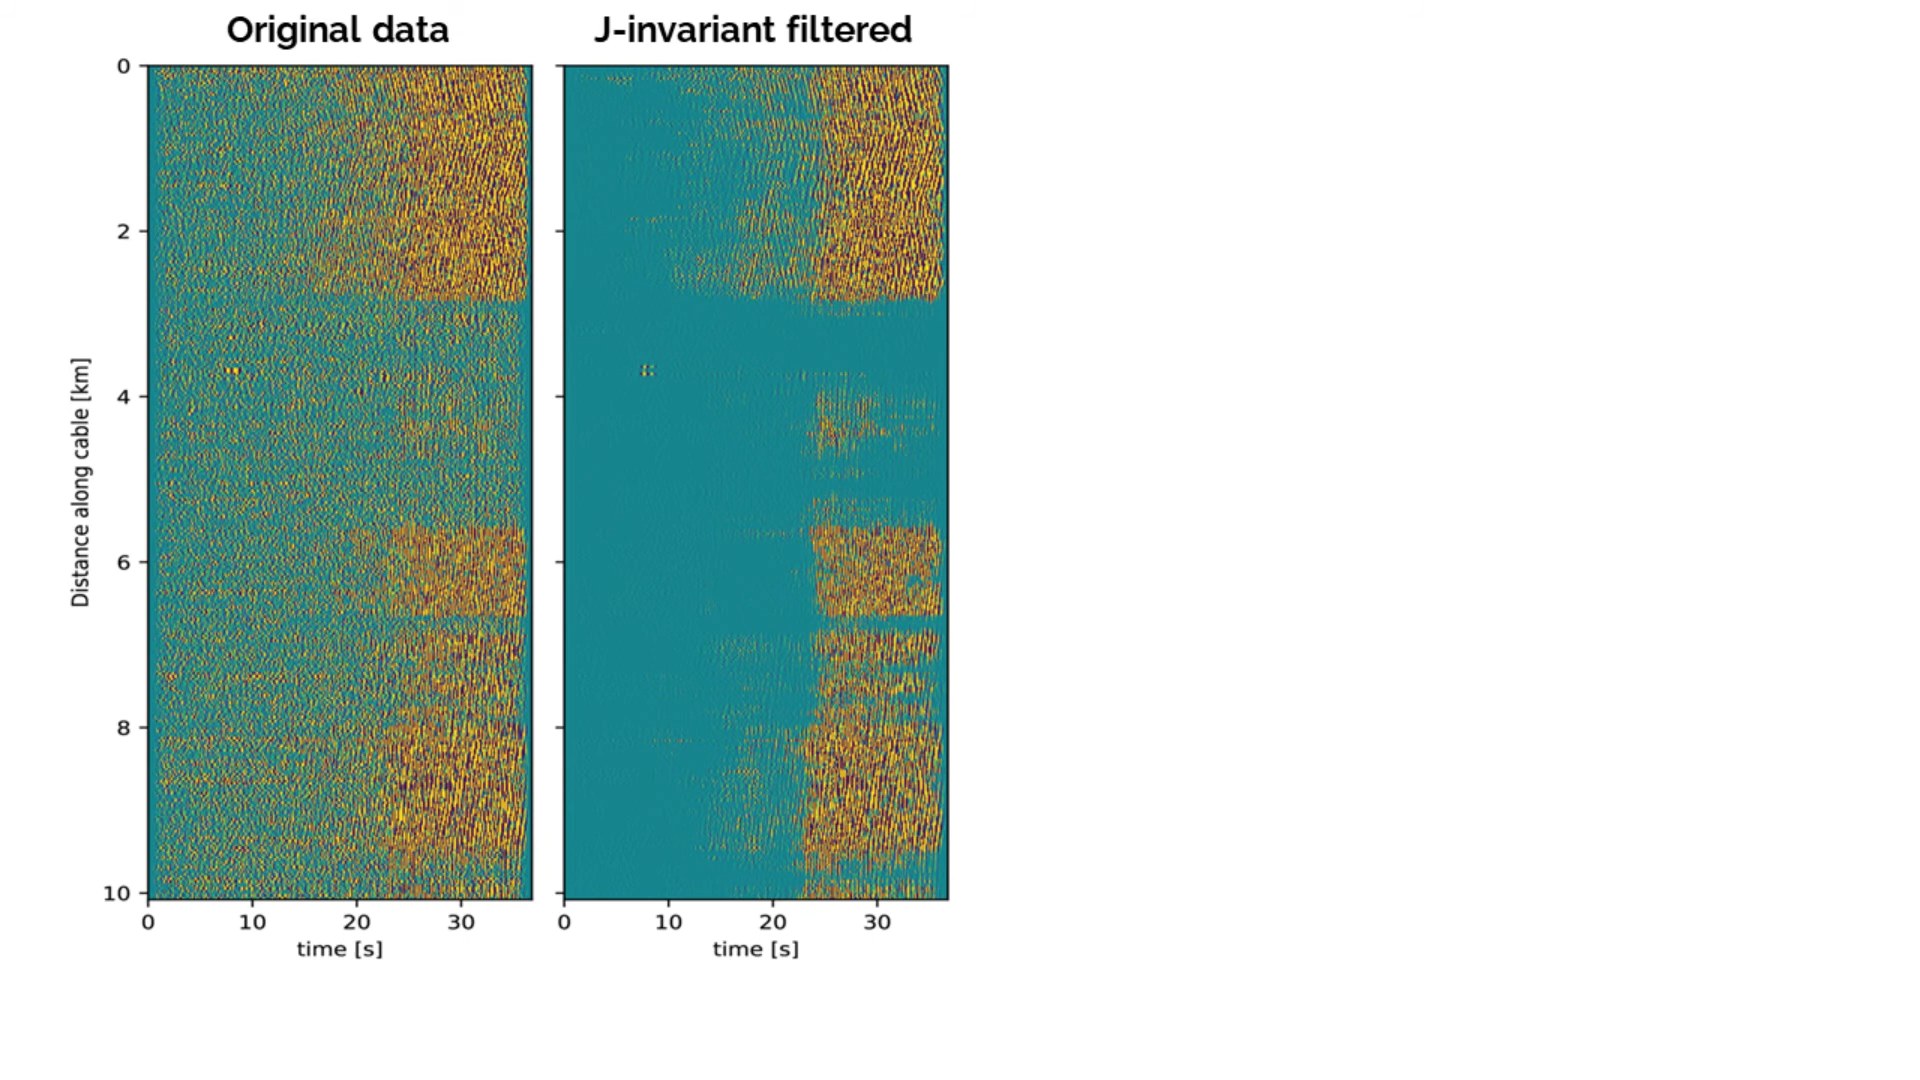 Original data
J-invariant filtered
0
2
4
6
8
10
Distance along cable [km]
0 10 20 30
time [s]
0 10 20 30
time [s]